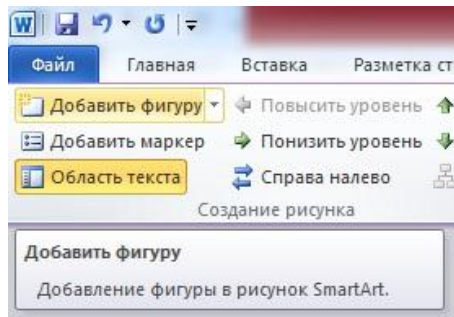 W
Файл Главная Вставка Разметка ст
Добавить фигуру Повысить уровень
Добавить маркер Понизить уровень
Область текста Справа налево
Создание рисунка
Добавить фигуру
Добавление фигуры в рисунок SmartArt.